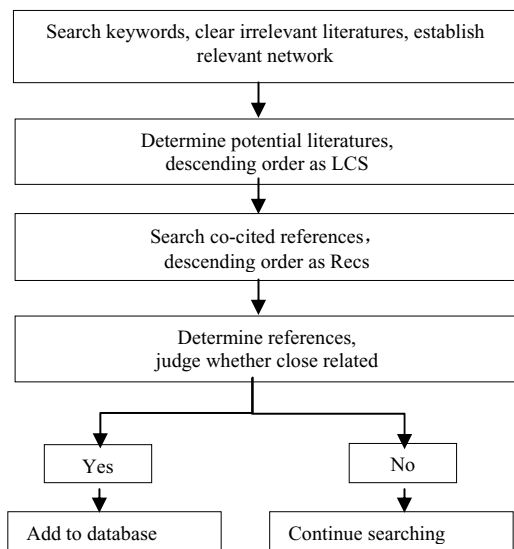 Search keywords, clear irrelevant literatures, establish
relevant network
Determine potential literatures,
descending order as LCS
Search co-cited references，
descending order as Recs
Determine references,
judge whether close related
Yes
No
Add to database
Continue searching